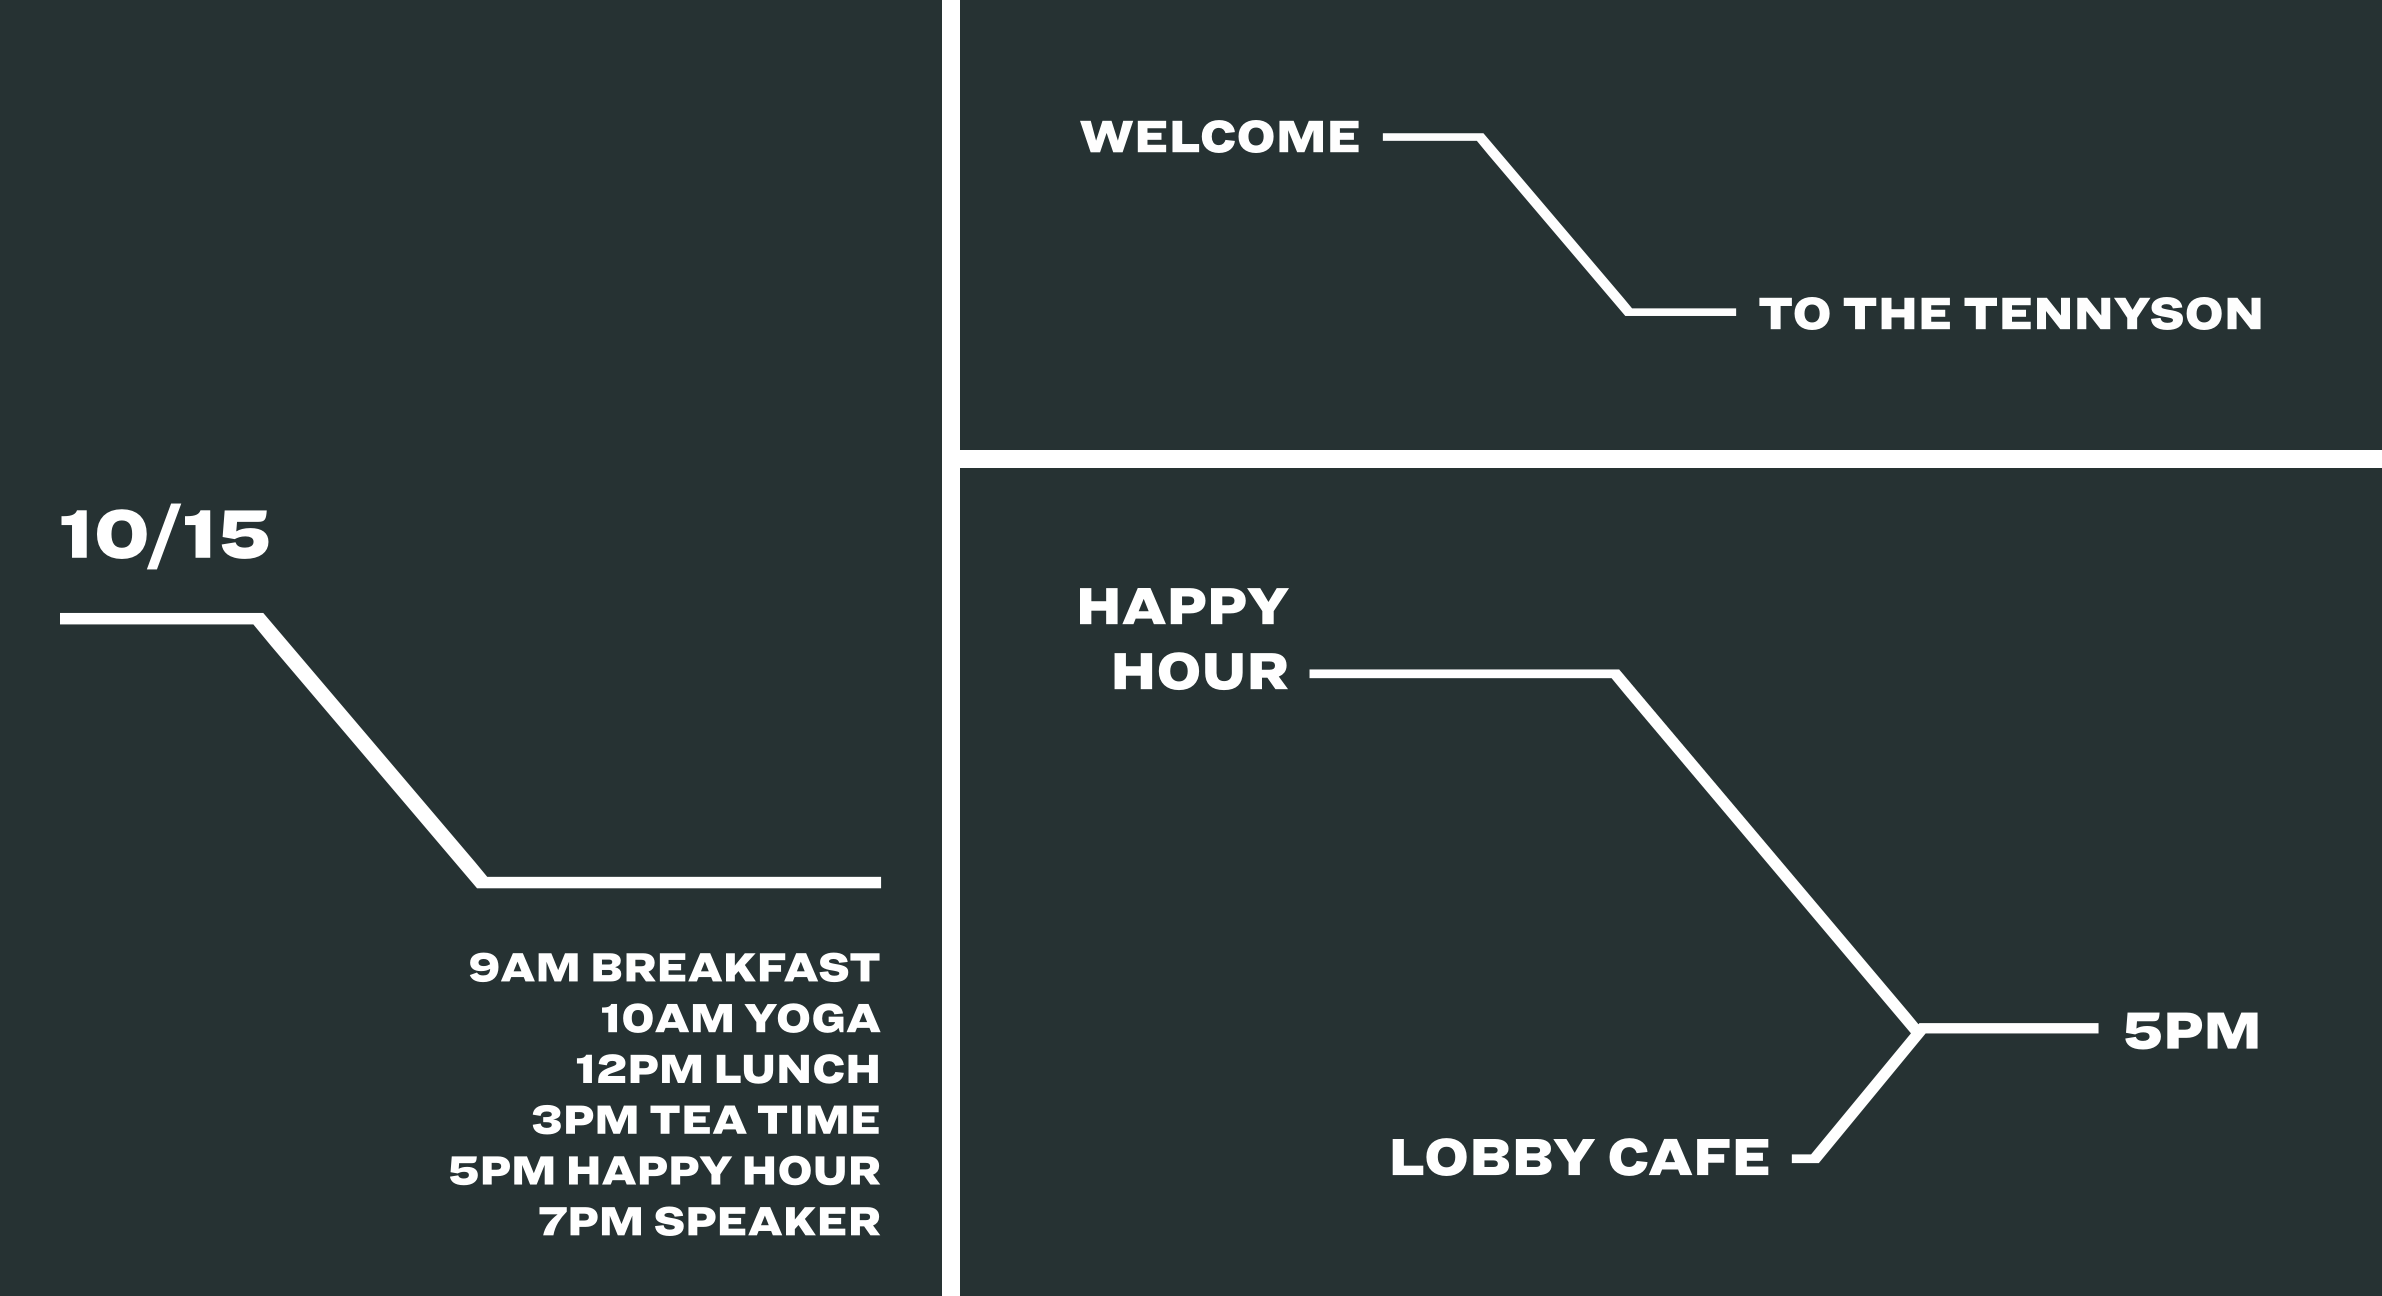 10/15
9AM BREAKFAST
10AM YOGA
12PM LUNCH
3PM TEA TIME
5PM HAPPY HOUR
7PM SPEAKER
WELCOME
TO THE TENNYSON
HAPPY
HOUR
5PM
LOBBY CAFE